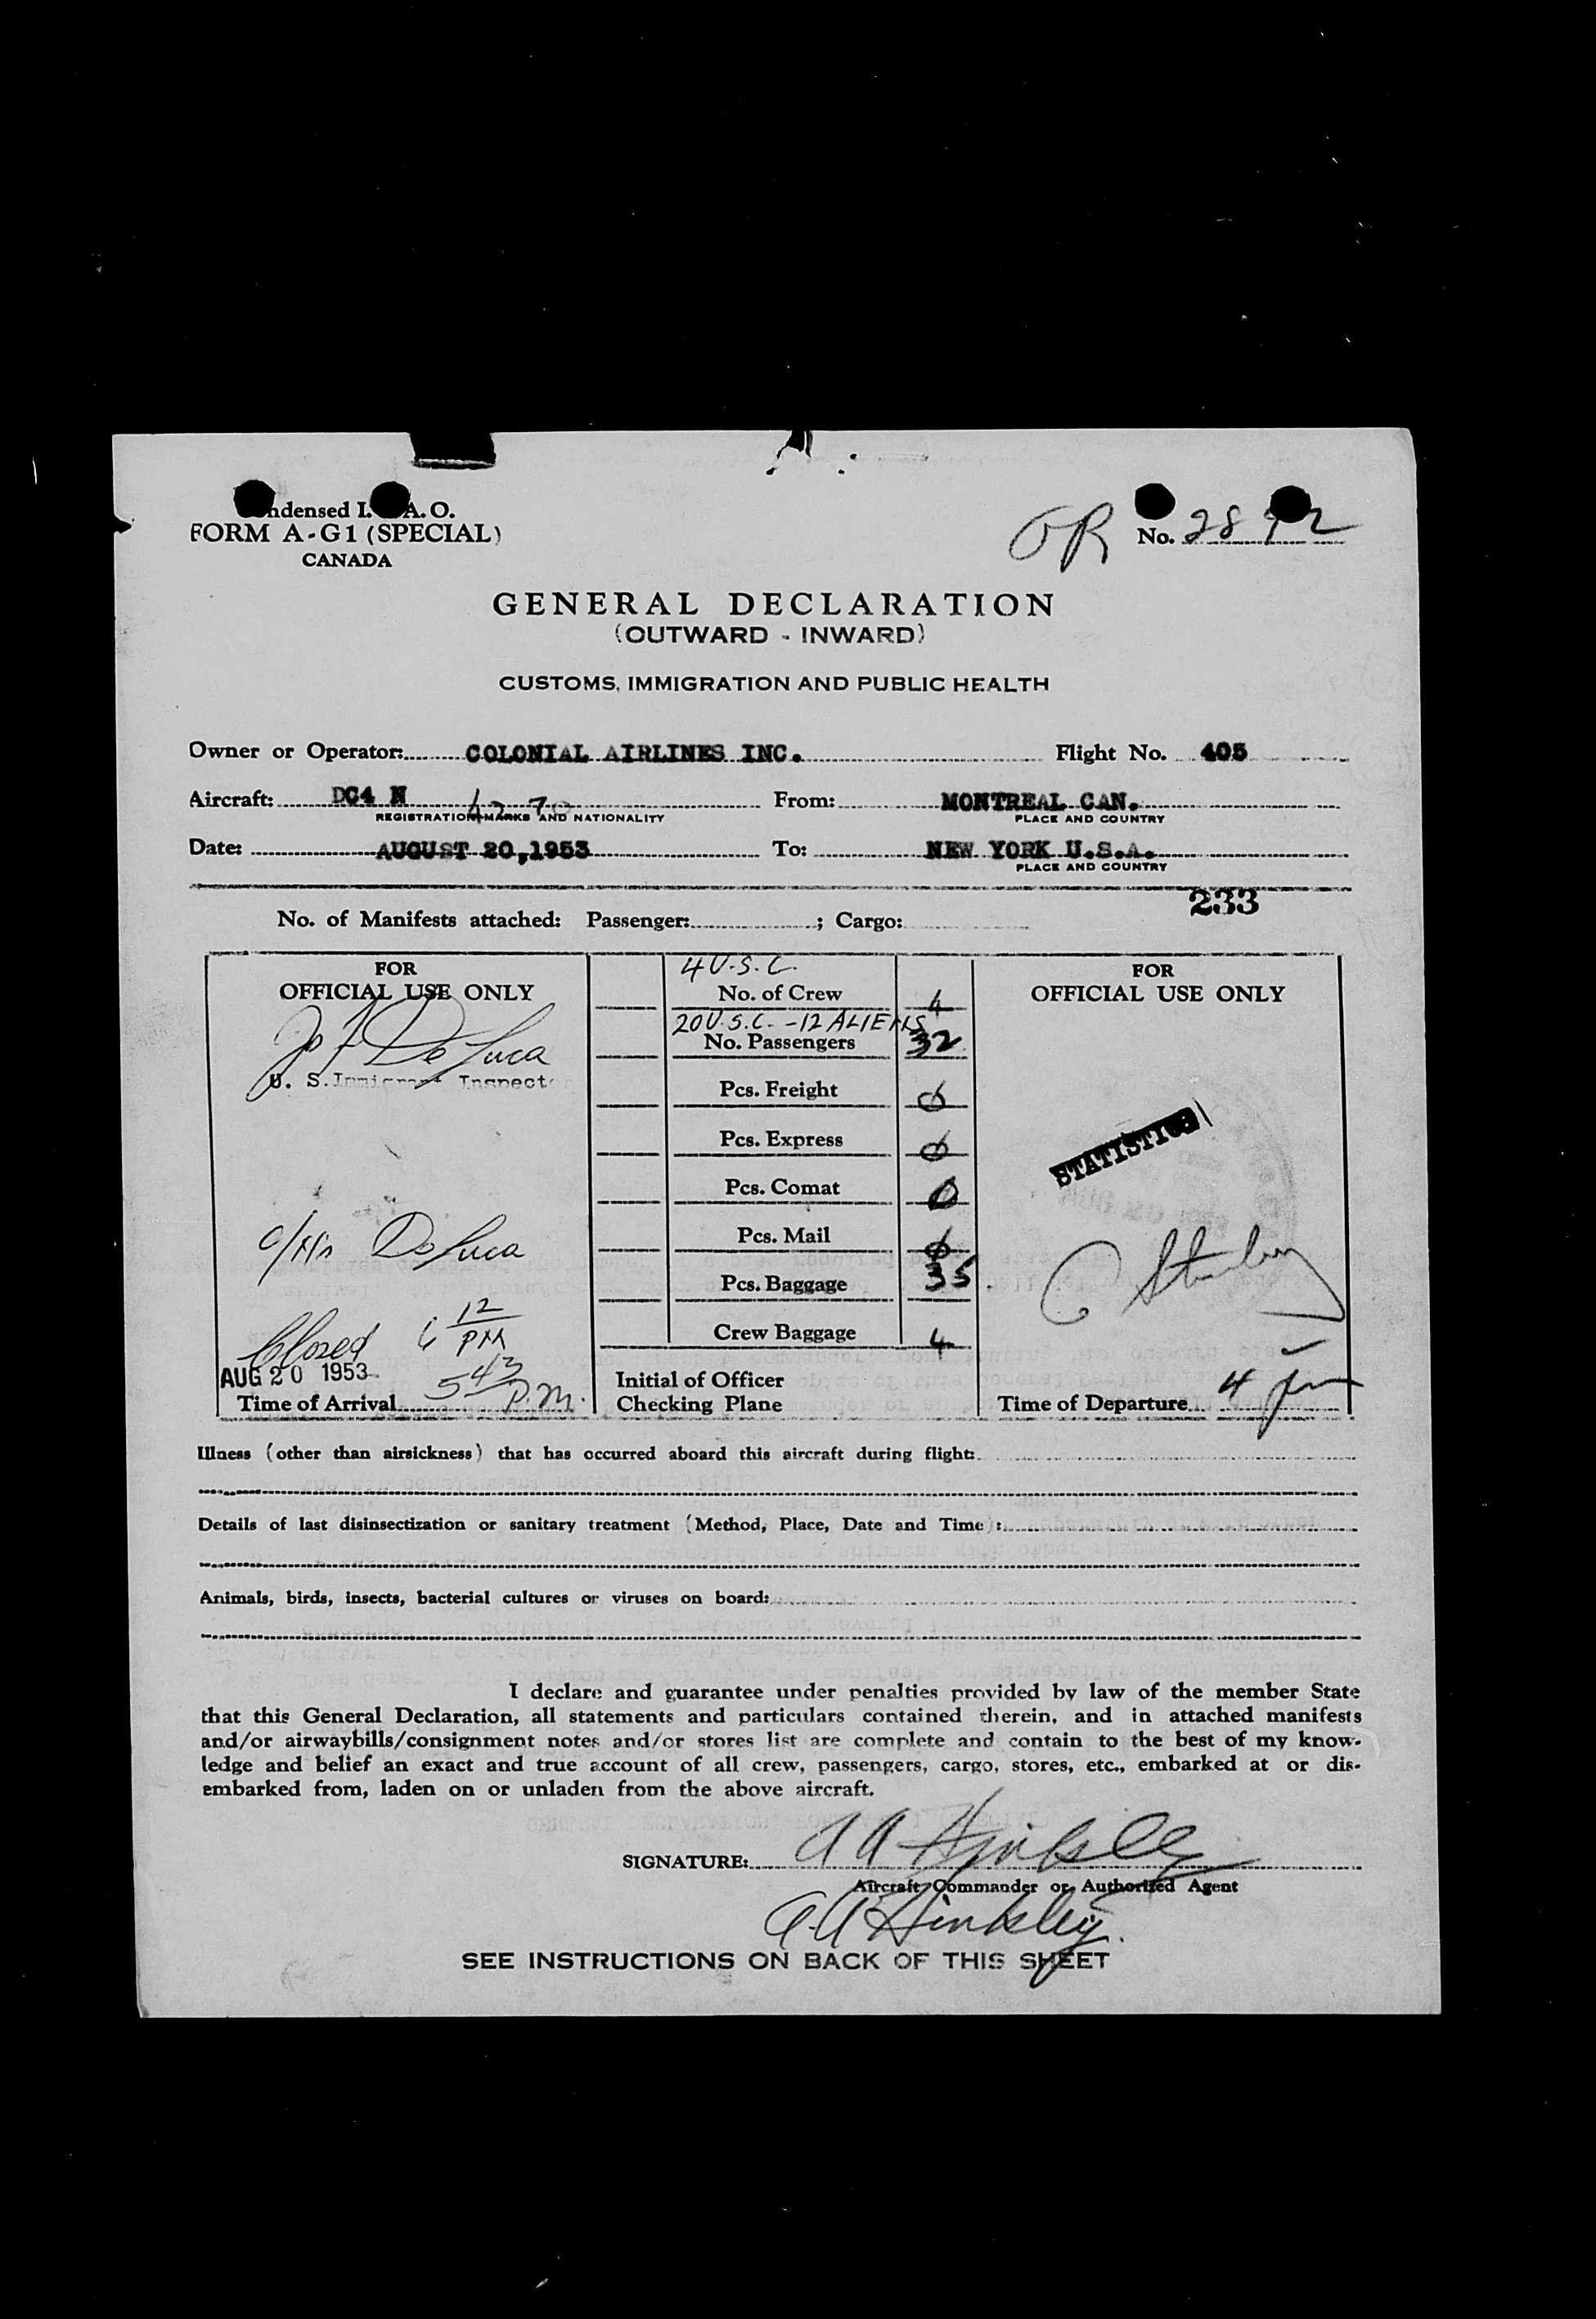 ndensed I. A. O.
FORM A-G1 (SPECIAL)
CANADA
No. 28 2
GENERAL DECLARATION
(OUTWARD - INWARD)
CUSTOMS, IMMIGRATION AND PUBLIC HEALTH
Owner or Operator: COLONIAL AIRLINES INC. Flight No. 405
Aircraft: DC4 N From: MONTREAL CAN.
REGISTRATION MARKS AND NATIONALITY PLACE AND COUNTRY
Date: AUGUST 20,1953 To: NEW YORK U.S.A.
PLACE AND COUNTRY
233
No. of Manifests attached: Passenger: ; Cargo:
FOR
OFFICIAL USE ONLY
De Luca
U. S. Immigrant Inspector
De Luca
Closed 6 12 PM
AUG 20 1953
Time of Arrival 5 43 P.M.
4 U.S.C.
No. of Crew 4
20 U.S.C. - 12 ALIENS
No. Passengers 32
Pcs. Freight 0
Pcs. Express 0
Pcs. Comat 0
Pcs. Mail 0
Pcs. Baggage 35
Crew Baggage 4
Initial of Officer
Checking Plane
FOR
OFFICIAL USE ONLY
STATISTICS
Time of Departure 4 pm
Illness (other than airsickness) that has occurred aboard this aircraft during flight:
Details of last disinsectization or sanitary treatment (Method, Place, Date and Time):
Animals, birds, insects, bacterial cultures or viruses on board:
I declare and guarantee under penalties provided by law of the member State
that this General Declaration, all statements and particulars contained therein, and in attached manifests
and/or airwaybills/consignment notes and/or stores list are complete and contain to the best of my know-
ledge and belief an exact and true account of all crew, passengers, cargo, stores, etc., embarked at or dis-
embarked from, laden on or unladen from the above aircraft.
SIGNATURE: A A Hinksley
Aircraft Commander or Authorized Agent
A.A Hinksley.
SEE INSTRUCTIONS ON BACK OF THIS SHEET